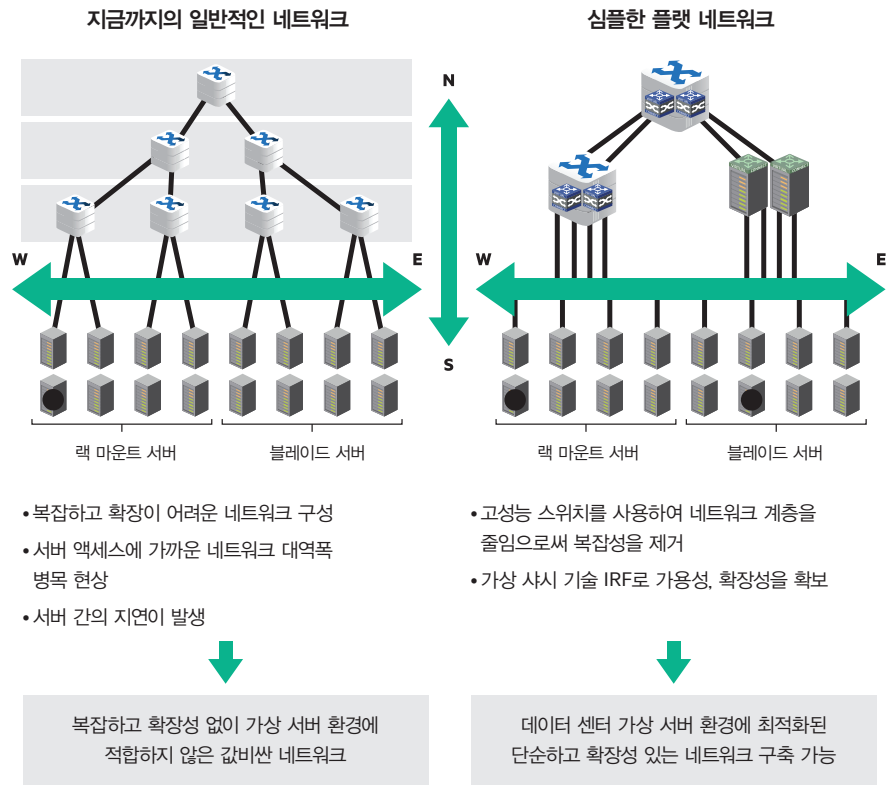 지금까지의 일반적인 네트워크
W
E
랙 마운트 서버
블레이드 서버
• 복잡하고 확장이 어려운 네트워크 구성
• 서버 액세스에 가까운 네트워크 대역폭
병목 현상
• 서버 간의 지연이 발생
복잡하고 확장성 없이 가상 서버 환경에
적합하지 않은 값비싼 네트워크
N
S
심플한 플랫 네트워크
W
E
랙 마운트 서버
블레이드 서버
• 고성능 스위치를 사용하여 네트워크 계층을
줄임으로써 복잡성을 제거
• 가상 샤시 기술 IRF로 가용성, 확장성을 확보
데이터 센터 가상 서버 환경에 최적화된
단순하고 확장성 있는 네트워크 구축 가능